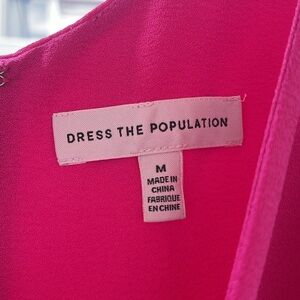 DRESS THE POPULATION
M
MADE IN
CHINA
FABRIQUE
EN CHINE